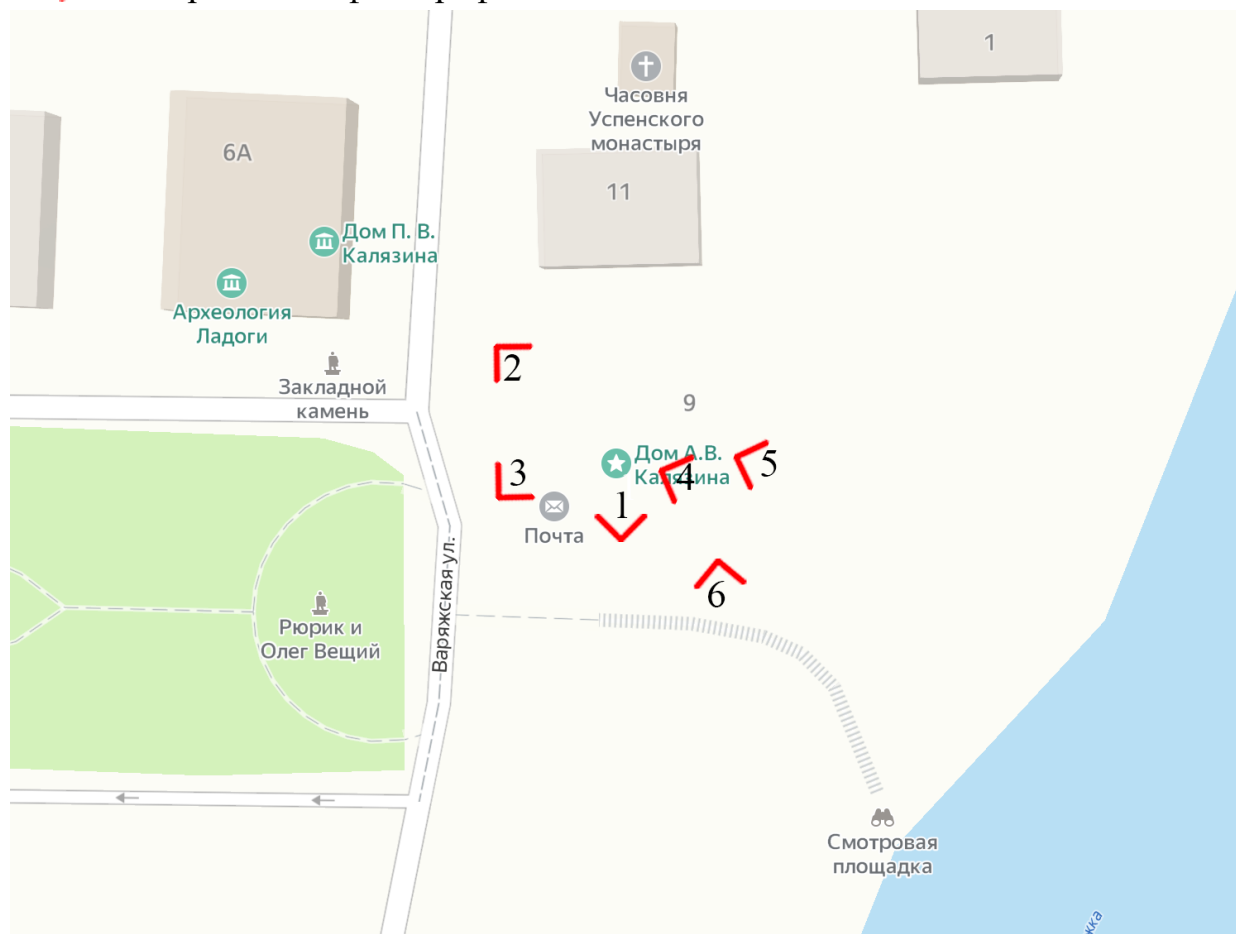 1
Часовня
Успенского
монастыря
6А
11
Дом П. В.
Калязина
Археология
Ладоги
Закладной
камень
2
9
Дом А.В.
Калязина
3
4
5
1
Почта
6
Варяжская ул.
Рюрик и
Олег Вещий
Смотровая
площадка